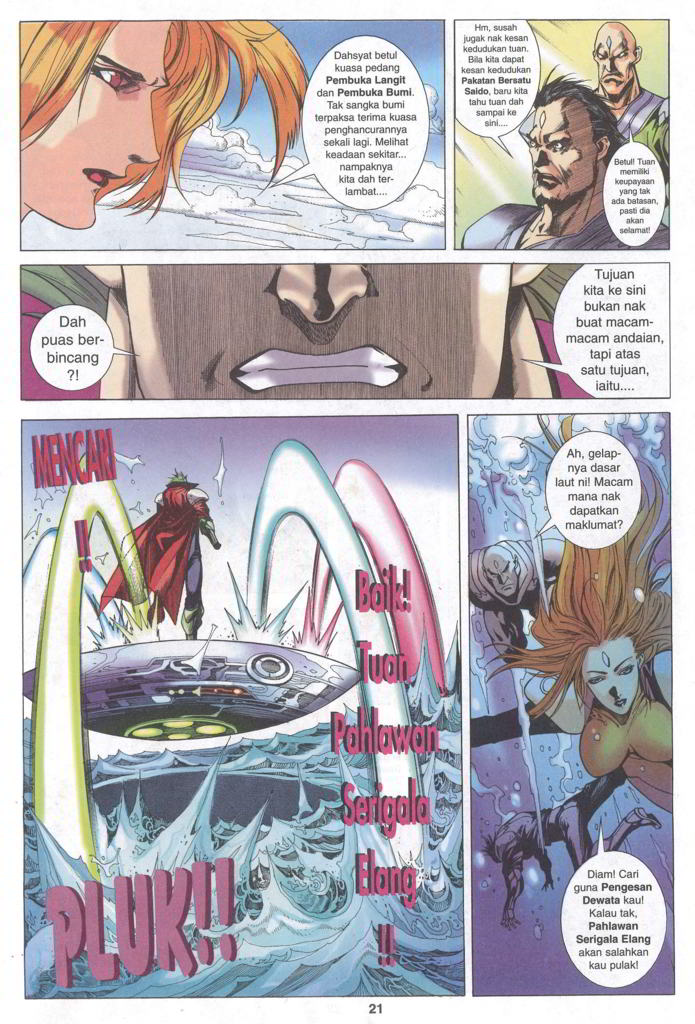 Dahsyat betul
kuasa pedang
Pembuka Langit
dan Pembuka Bumi.
Tak sangka bumi
terpaksa terima kuasa
penghancurannya
sekali lagi. Melihat
keadaan sekitar...
nampaknya
kita dah ter-
lambat....
Hm, susah
jugak nak kesan
kedudukan tuan.
Bila kita dapat
kesan kedudukan
Pakatan Bersatu
Saido, baru kita
tahu tuan dah
sampai ke
sini....
Betul! Tuan
memiliki
keupayaan
yang tak
ada batasan,
pasti dia
akan
selamat!
Dah
puas ber-
bincang
?!
Tujuan
kita ke sini
bukan nak
buat macam-
macam andaian,
tapi atas
satu tujuan,
iaitu....
MENCARI
!!
Baik!
Tuan
Pahlawan
Serigala
Elang
!!
PLUK!!
Ah, gelap-
nya dasar
laut ni! Macam
mana nak
dapatkan
maklumat?
Diam! Cari
guna Pengesan
Dewata kau!
Kalau tak,
Pahlawan
Serigala Elang
akan salahkan
kau pulak!
21